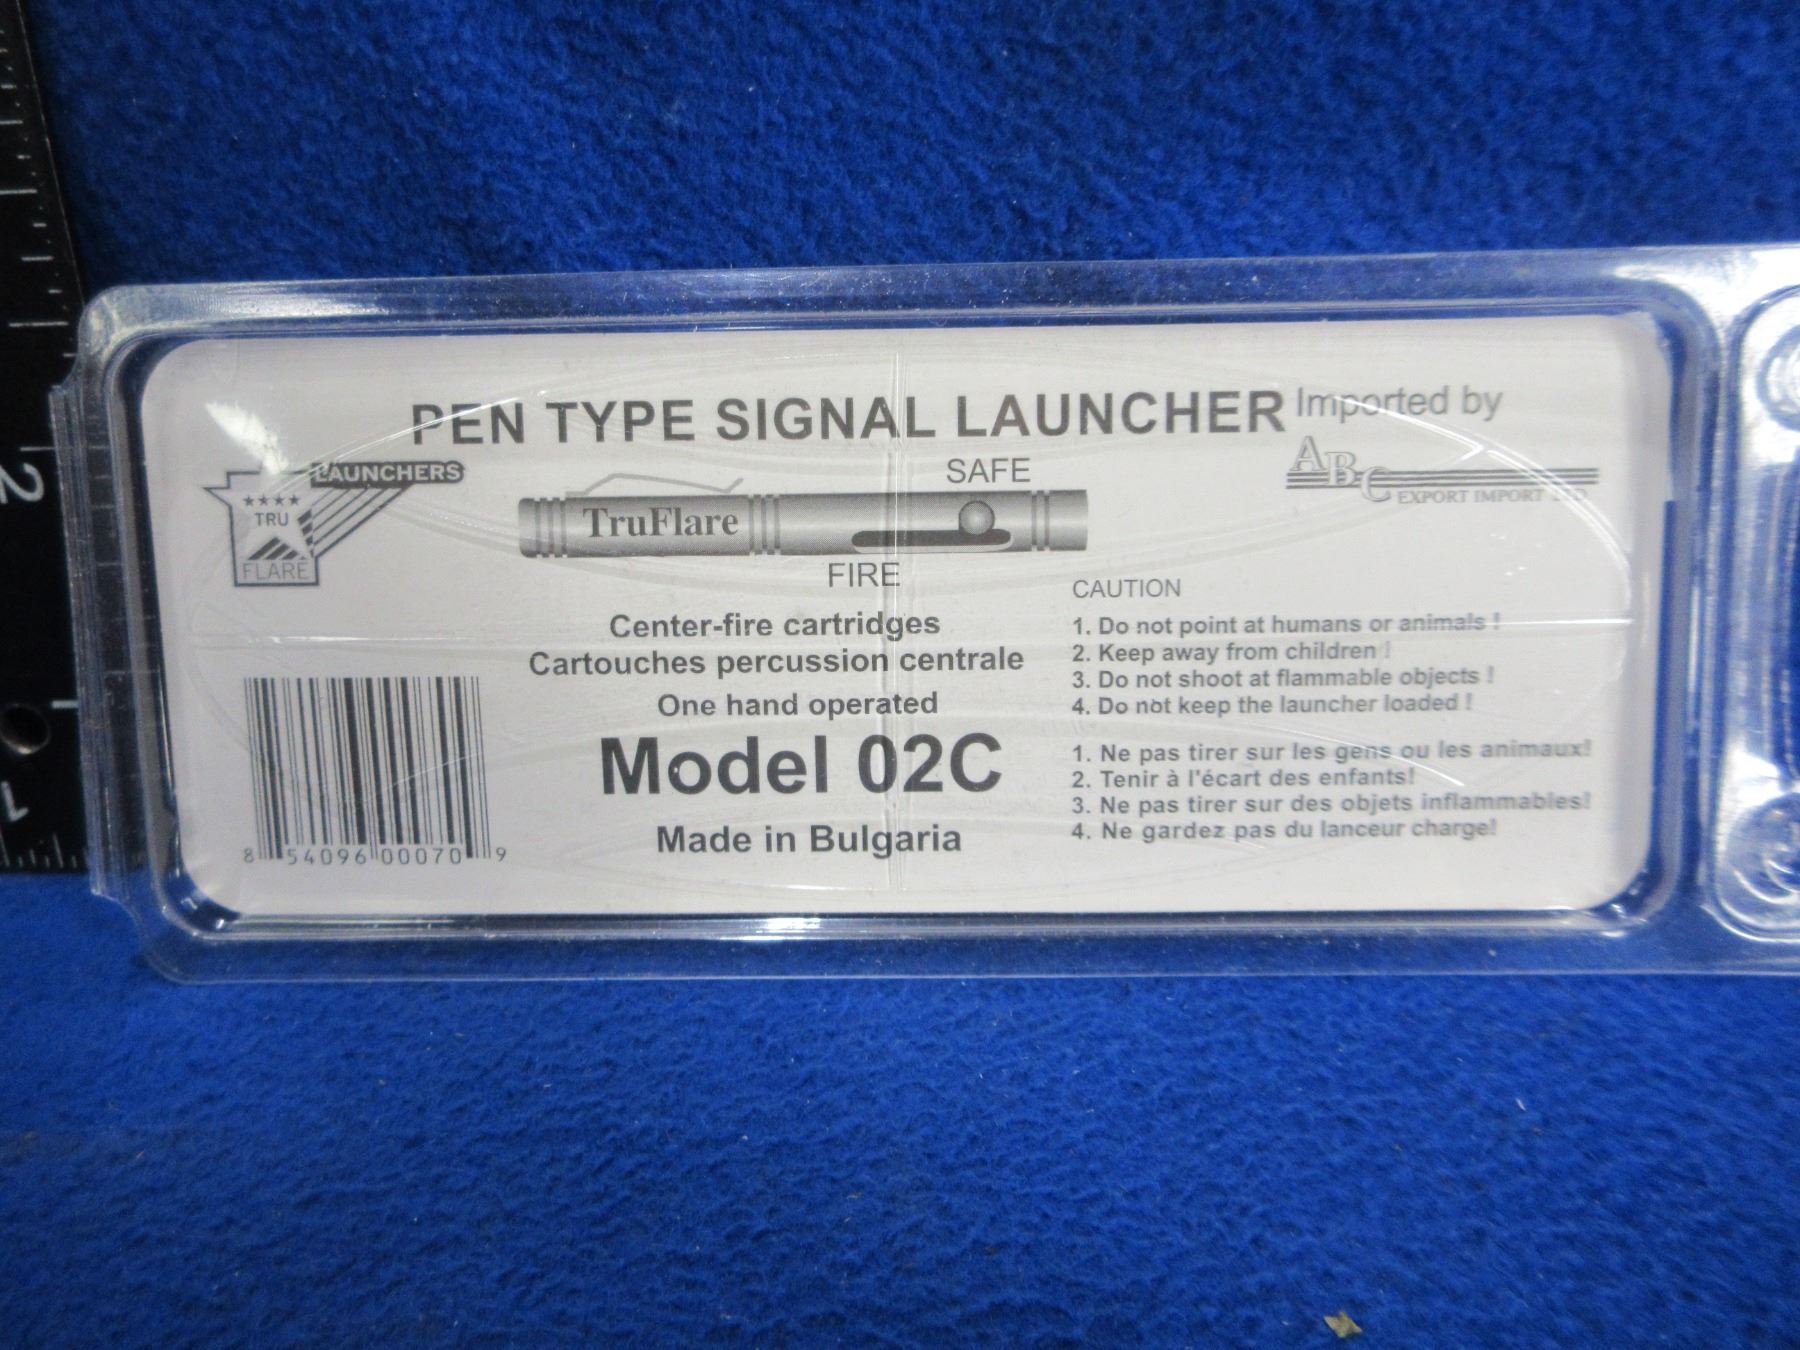 PEN TYPE SIGNAL LAUNCHER
Imported by
ABC
EXPORT IMPORT LTD
LAUNCHERS
★★★★
TRU
FLARE
SAFE
TruFlare
FIRE
Center-fire cartridges
Cartouches percussion centrale
One hand operated
Model 02C
Made in Bulgaria
CAUTION
1. Do not point at humans or animals !
2. Keep away from children !
3. Do not shoot at flammable objects !
4. Do not keep the launcher loaded !
1. Ne pas tirer sur les gens ou les animaux!
2. Tenir à l'écart des enfants!
3. Ne pas tirer sur des objets inflammables!
4. Ne gardez pas du lanceur charge!
8 54096 00070 9
2
1